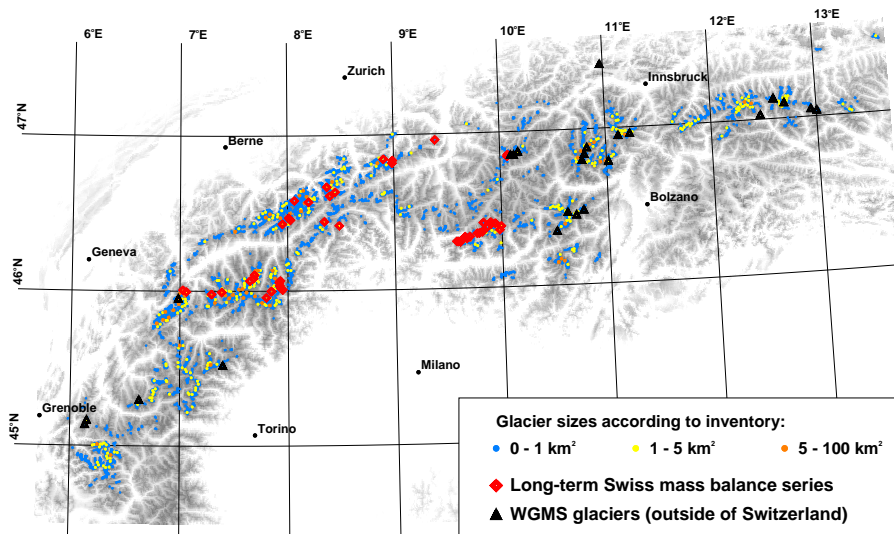 6°E 7°E 8°E 9°E 10°E 11°E 12°E 13°E
Zurich
Innsbruck
47°N
Berne
Bolzano
Geneva
46°N
Milano
Grenoble
45°N
Torino
Glacier sizes according to inventory:
0 - 1 km² 1 - 5 km² 5 - 100 km²
Long-term Swiss mass balance series
WGMS glaciers (outside of Switzerland)